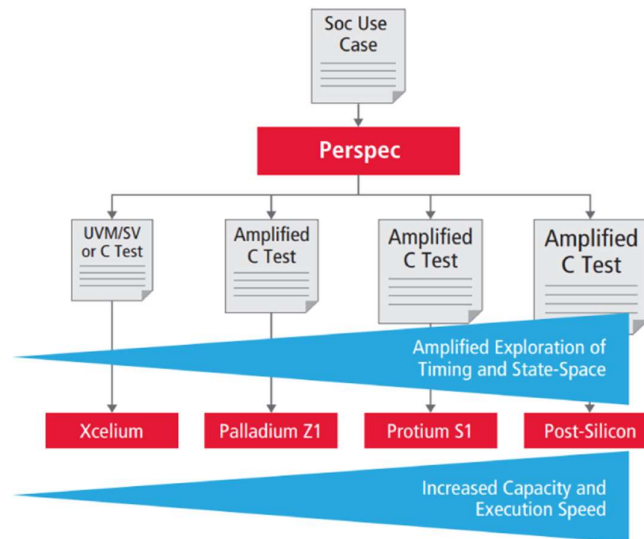 Soc Use
Case
Perspec
UVM/SV
or C Test
Amplified
C Test
Amplified
C Test
Amplified
C Test
Amplified Exploration of
Timing and State-Space
Xcelium
Palladium Z1
Protium S1
Post-Silicon
Increased Capacity and
Execution Speed